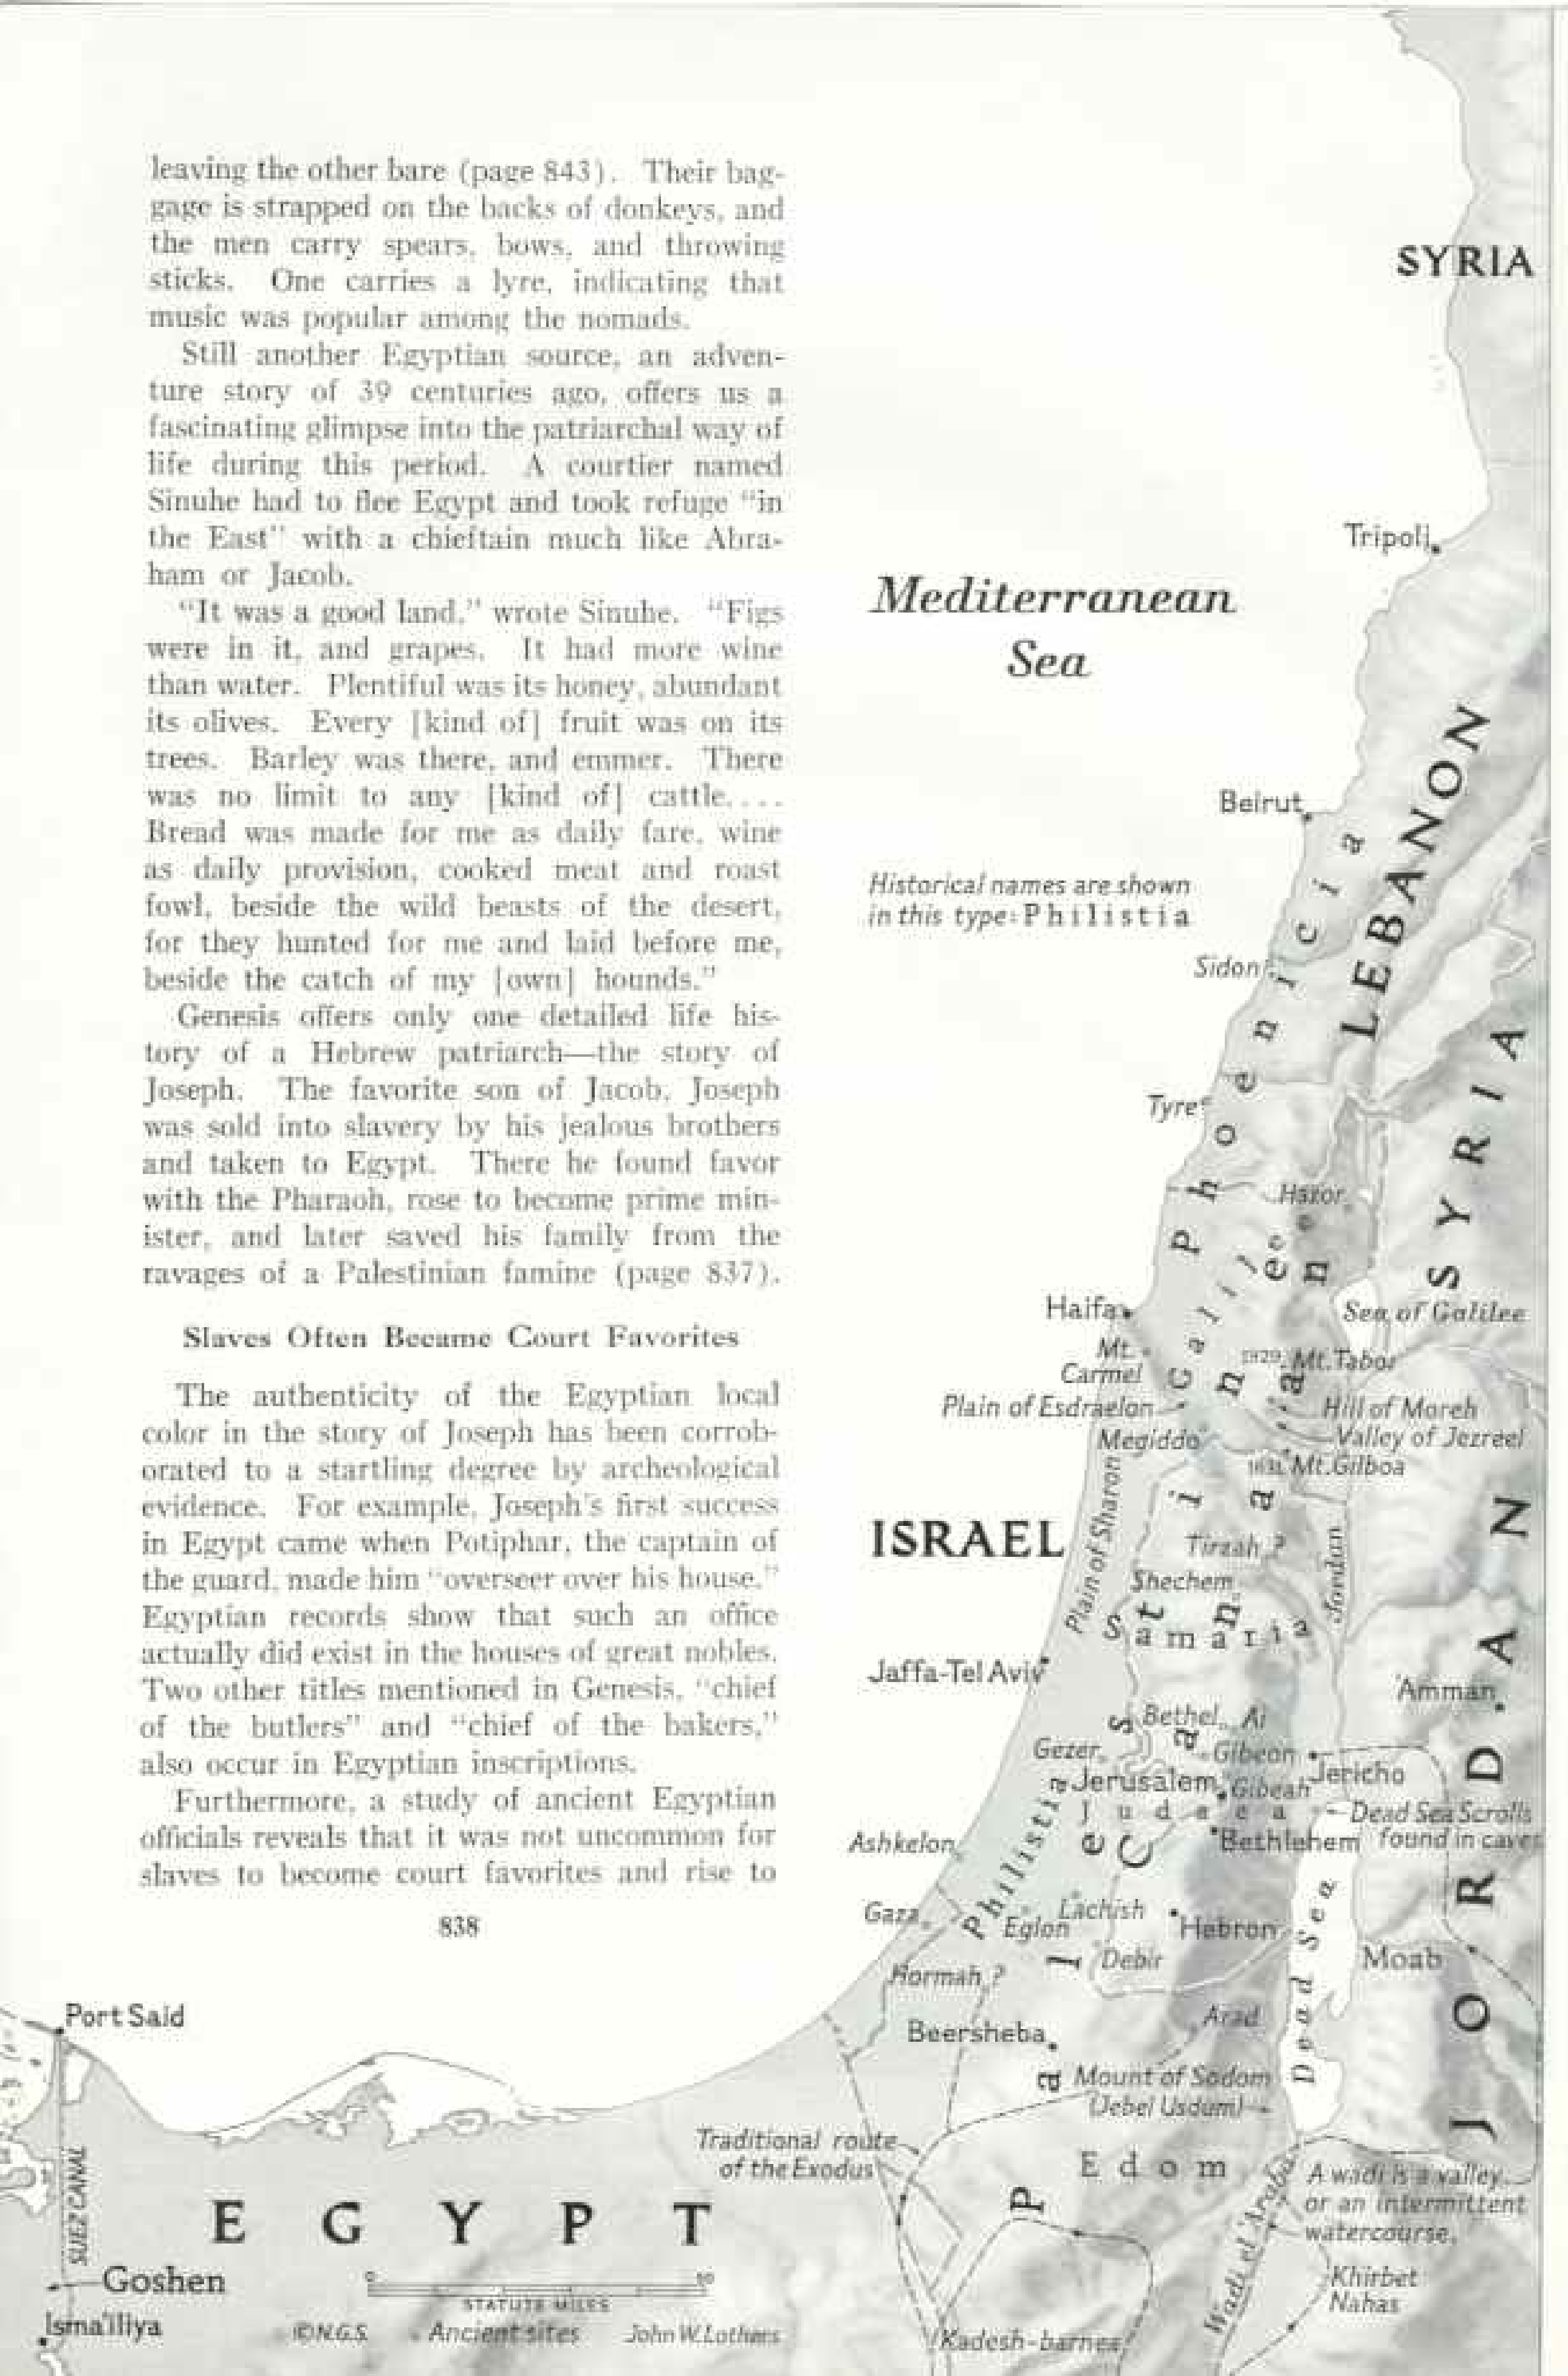 leaving the other bare (page 843). Their bag-
gage is strapped on the backs of donkeys, and
the men carry spears, bows, and throwing
sticks. One carries a lyre, indicating that
music was popular among the nomads.
Still another Egyptian source, an adven-
ture story of 39 centuries ago, offers us a
fascinating glimpse into the patriarchal way of
life during this period. A courtier named
Sinuhe had to flee Egypt and took refuge "in
the East" with a chieftain much like Abra-
ham or Jacob.
"It was a good land," wrote Sinuhe. "Figs
were in it, and grapes. It had more wine
than water. Plentiful was its honey, abundant
its olives. Every [kind of] fruit was on its
trees. Barley was there, and emmer. There
was no limit to any [kind of] cattle....
Bread was made for me as daily fare, wine
as daily provision, cooked meat and roast
fowl, beside the wild beasts of the desert,
for they hunted for me and laid before me,
beside the catch of my [own] hounds."
Genesis offers only one detailed life his-
tory of a Hebrew patriarch—the story of
Joseph. The favorite son of Jacob, Joseph
was sold into slavery by his jealous brothers
and taken to Egypt. There he found favor
with the Pharaoh, rose to become prime min-
ister, and later saved his family from the
ravages of a Palestinian famine (page 837).
Slaves Often Became Court Favorites
The authenticity of the Egyptian local
color in the story of Joseph has been corrob-
orated to a startling degree by archeological
evidence. For example, Joseph's first success
in Egypt came when Potiphar, the captain of
the guard, made him "overseer over his house."
Egyptian records show that such an office
actually did exist in the houses of great nobles.
Two other titles mentioned in Genesis, "chief
of the butlers" and "chief of the bakers,"
also occur in Egyptian inscriptions.
Furthermore, a study of ancient Egyptian
officials reveals that it was not uncommon for
slaves to become court favorites and rise to
838
SYRIA
Tripoli
Mediterranean
Sea
LEBANON
Beirut
Historical names are shown
in this type: Philistia
Phoenicia
Sidon
SYRIA
Tyre
Hazor
Galilee
Canaan
Haifa
Sea of Galilee
Mt.
Carmel
1929 Mt. Tabor
Plain of Esdraelon
Hill of Moreh
Megiddo
Valley of Jezreel
Mt. Gilboa
Plain of Sharon
ISRAEL
Palestine
Tirzah ?
Jordan
Shechem
Samaria
Jaffa-Tel Aviv
'Amman
JORDAN
Bethel
Ai
Gezer
Gibeon
Jericho
Jerusalem
Gibeah
Judaea
Dead Sea Scrolls
found in caves
Bethlehem
Ashkelon
Philistia
Gaza
Lachish
Eglon
Hebron
Dead Sea
Debir
Moab
Hormah ?
Arad
Beersheba
Mount of Sodom
(Jebel Usdum)
Port Said
Traditional route
of the Exodus
Edom
A wadi is a valley
or an intermittent
watercourse.
Wadi el 'Araba
SUEZ CANAL
EGYPT
Goshen
Khirbet
Nahas
0 50
STATUTE MILES
Isma'iliya
©N.G.S.
Ancient sites
John W. Lothers
Kadesh-barnea